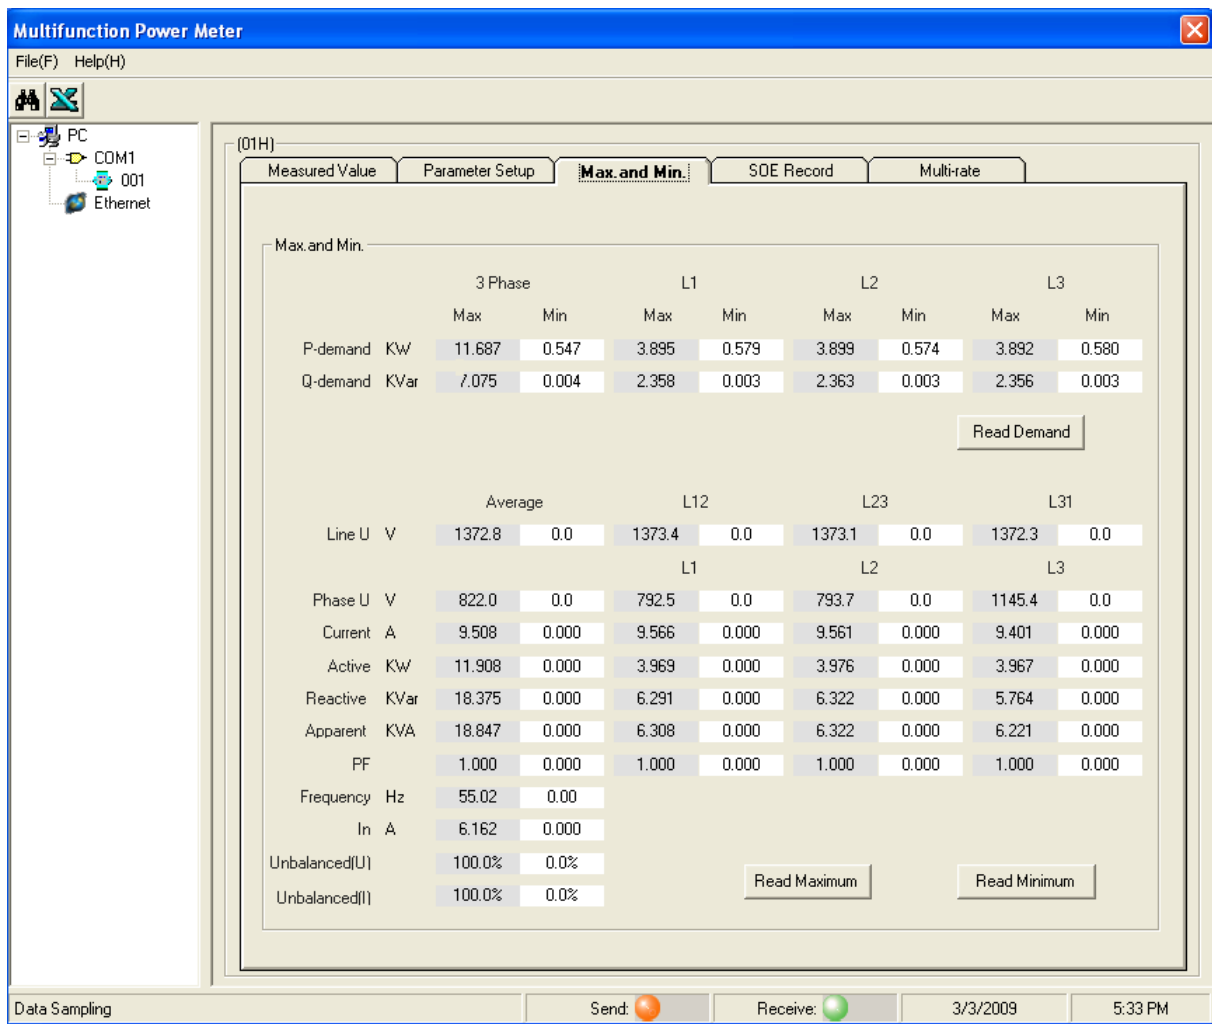 Multifunction Power Meter
File(F) Help(H)
PC
COM1
001
Ethernet
(01H)
Measured Value Parameter Setup Max.and Min. SOE Record Multi-rate
Max.and Min.
3 Phase L1 L2 L3
Max Min Max Min Max Min Max Min
P-demand KW 11.687 0.547 3.895 0.579 3.899 0.574 3.892 0.580
Q-demand KVar 7.075 0.004 2.358 0.003 2.363 0.003 2.356 0.003
Read Demand
Average L12 L23 L31
Line U V 1372.8 0.0 1373.4 0.0 1373.1 0.0 1372.3 0.0
L1 L2 L3
Phase U V 822.0 0.0 792.5 0.0 793.7 0.0 1145.4 0.0
Current A 9.508 0.000 9.566 0.000 9.561 0.000 9.401 0.000
Active KW 11.908 0.000 3.969 0.000 3.976 0.000 3.967 0.000
Reactive KVar 18.375 0.000 6.291 0.000 6.322 0.000 5.764 0.000
Apparent KVA 18.847 0.000 6.308 0.000 6.322 0.000 6.221 0.000
PF 1.000 0.000 1.000 0.000 1.000 0.000 1.000 0.000
Frequency Hz 55.02 0.00
In A 6.162 0.000
Unbalanced(U) 100.0% 0.0%
Unbalanced(I) 100.0% 0.0%
Read Maximum Read Minimum
Data Sampling Send: Receive: 3/3/2009 5:33 PM